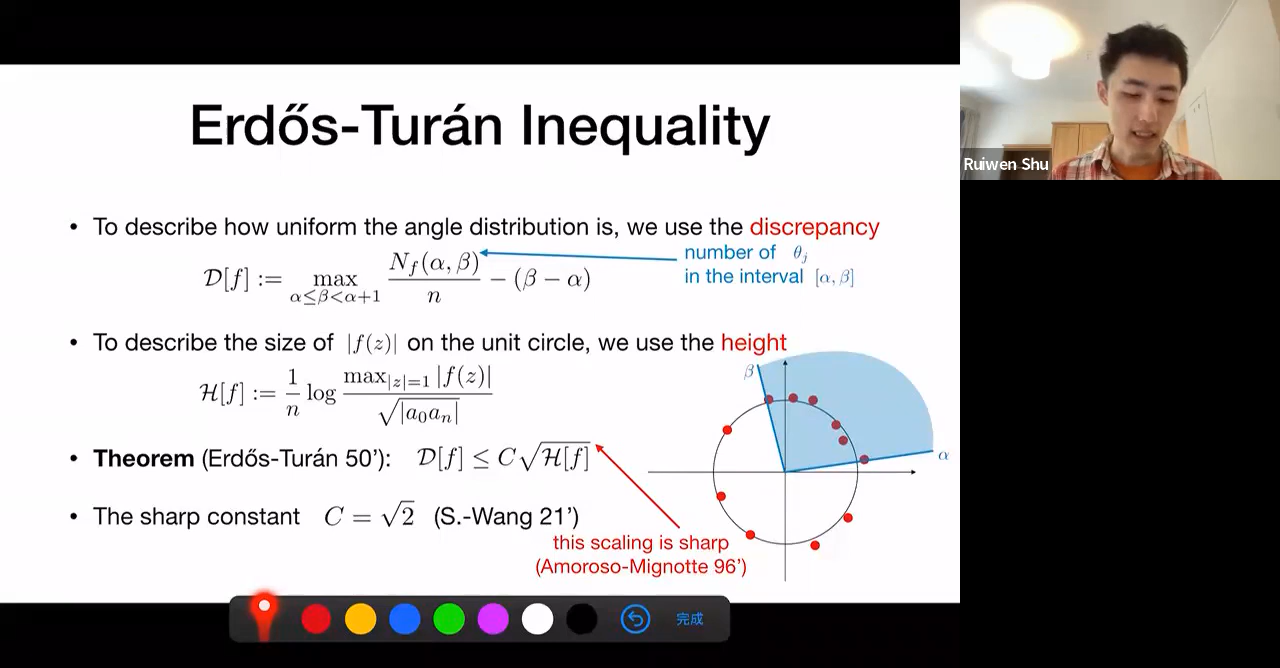 Erdős-Turán Inequality
Ruiwen Shu
• To describe how uniform the angle distribution is, we use the discrepancy
D[f] := max_{α≤β<α+1} N_f(α, β)/n − (β − α)
number of θ_j
in the interval [α, β]
• To describe the size of |f(z)| on the unit circle, we use the height
H[f] := 1/n log max_{|z|=1} |f(z)| / √|a_0 a_n|
β
α
• Theorem (Erdős-Turán 50’): D[f] ≤ C√H[f]
• The sharp constant C = √2 (S.-Wang 21’)
this scaling is sharp
(Amoroso-Mignotte 96’)
完成